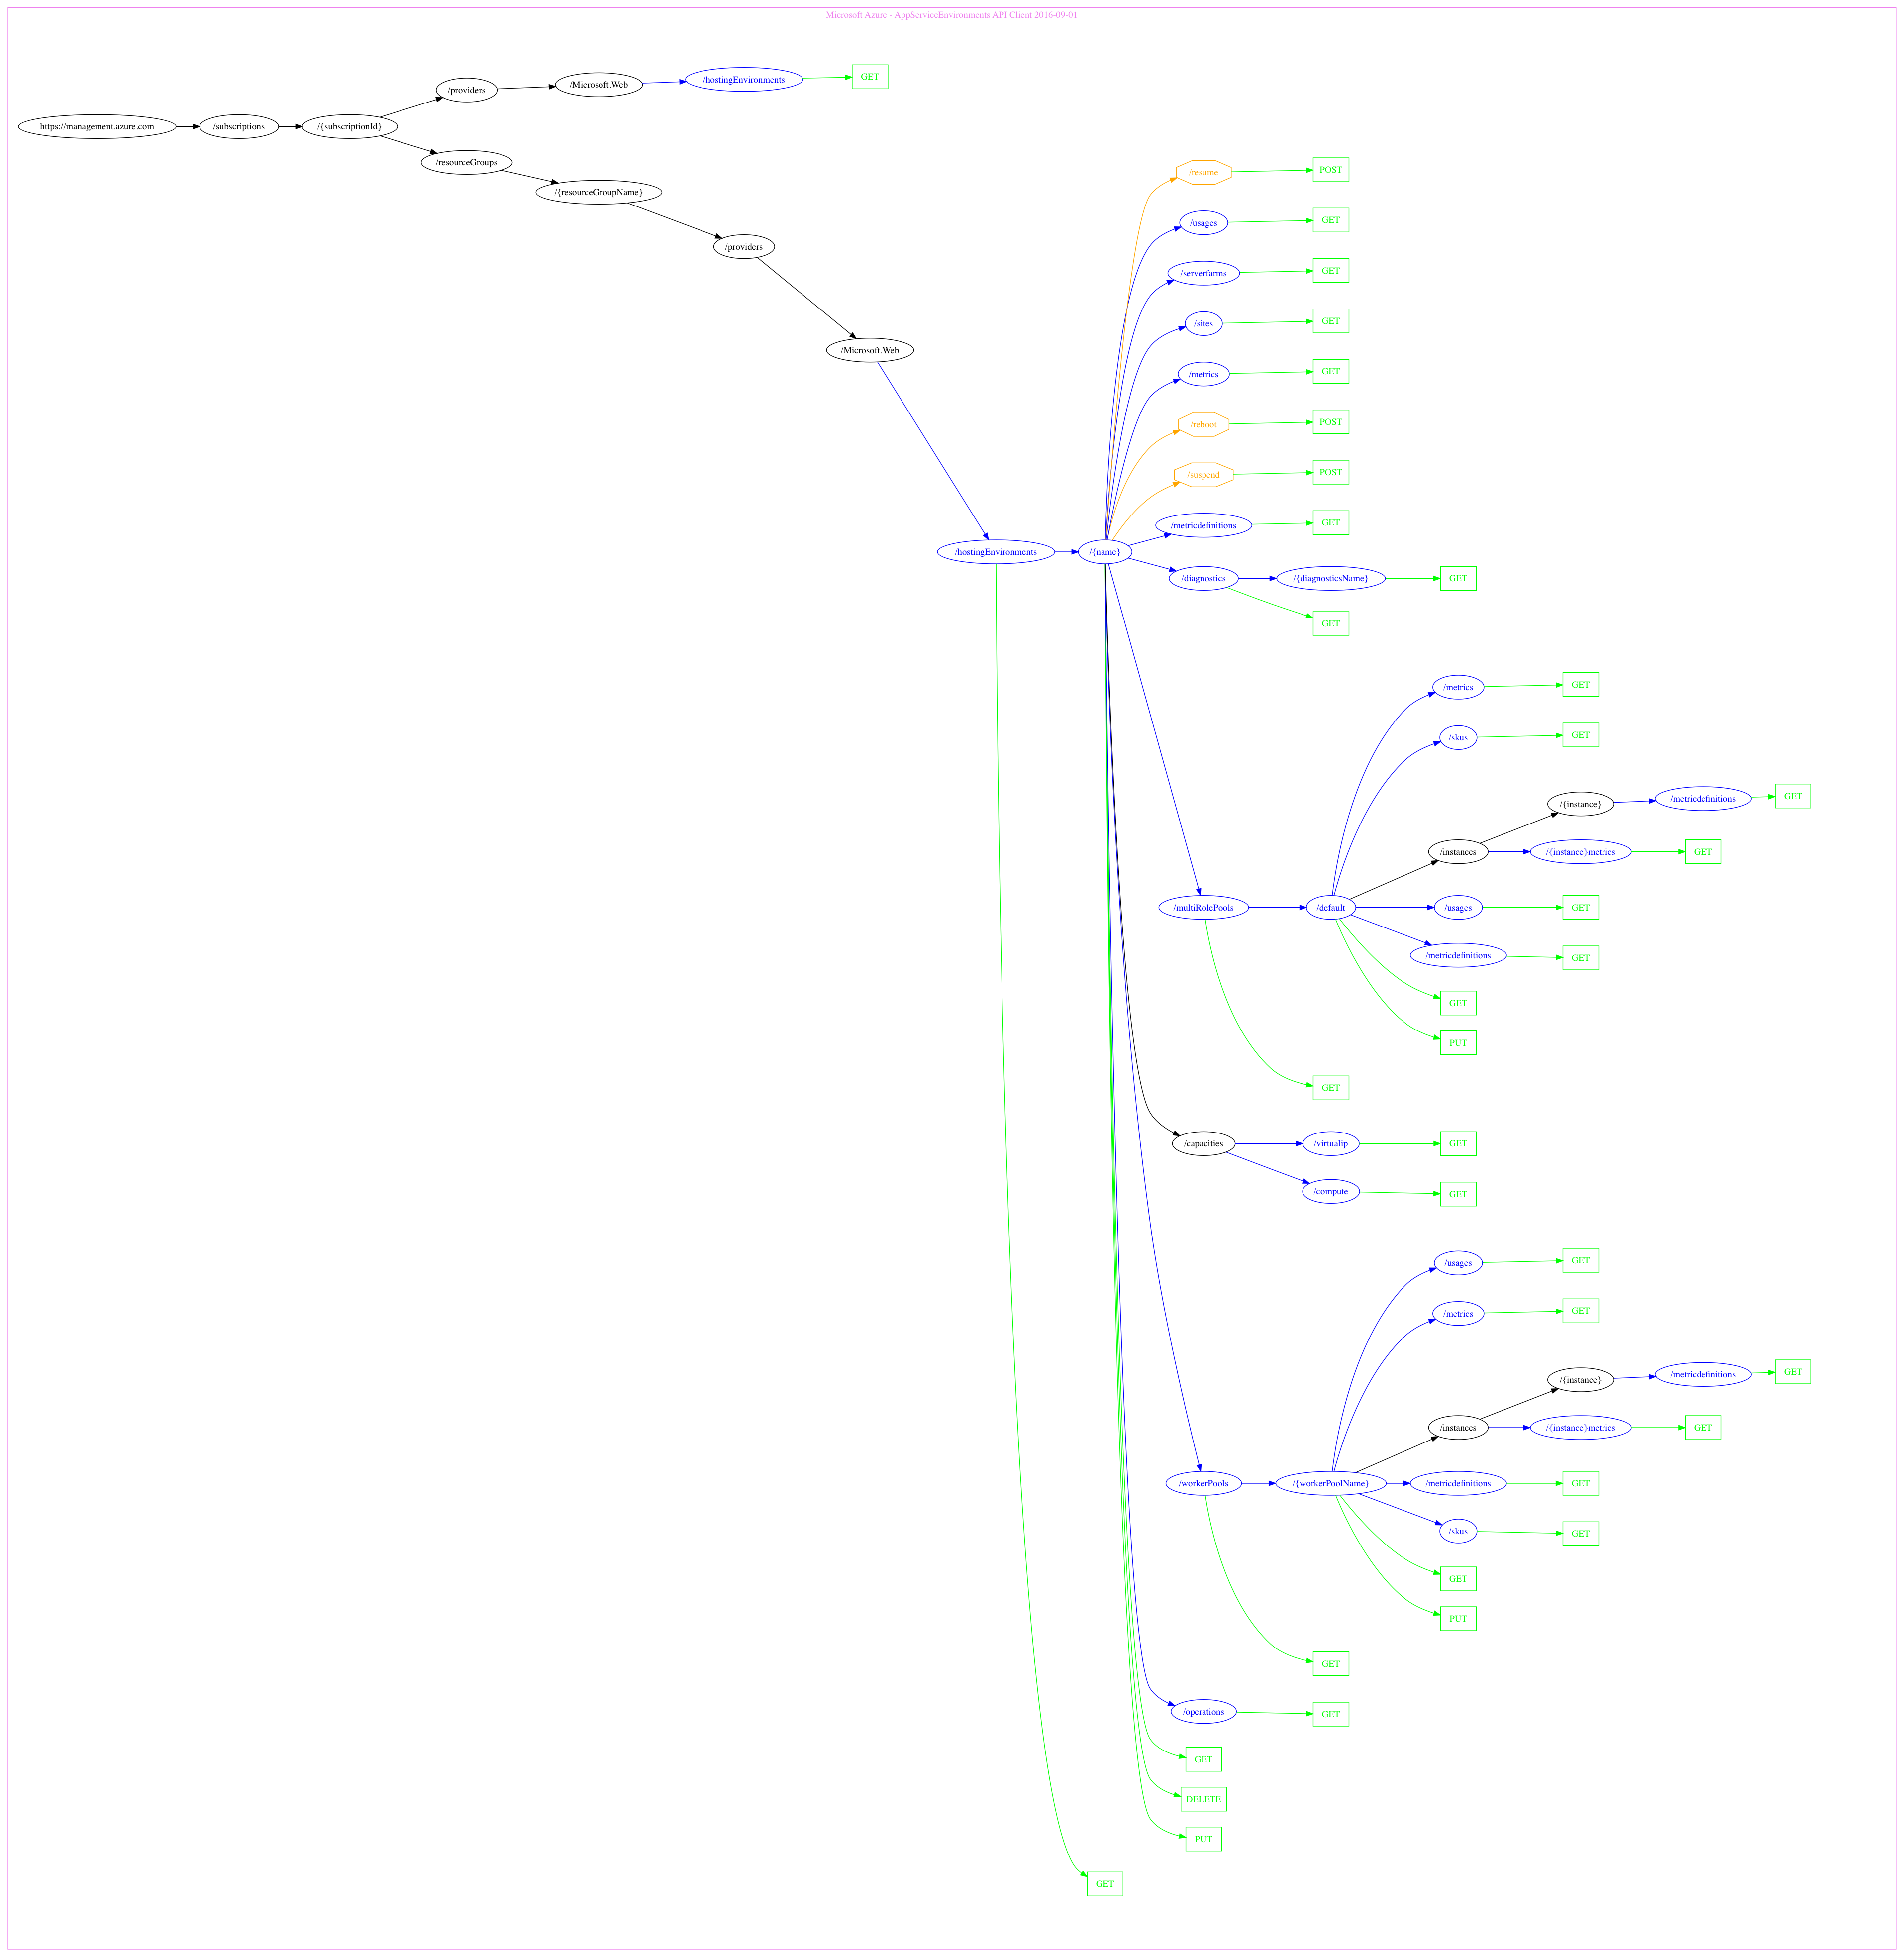 Microsoft Azure - AppServiceEnvironments API Client 2016-09-01
https://management.azure.com
/subscriptions
/{subscriptionId}
/providers
/Microsoft.Web
/hostingEnvironments
GET
/resourceGroups
/{resourceGroupName}
/providers
/Microsoft.Web
/hostingEnvironments
/{name}
/resume
POST
/usages
GET
/serverfarms
GET
/sites
GET
/metrics
GET
/reboot
POST
/suspend
POST
/metricdefinitions
GET
/diagnostics
/{diagnosticsName}
GET
GET
/multiRolePools
/default
/metrics
GET
/skus
GET
/instances
/{instance}
/metricdefinitions
GET
/{instance}metrics
GET
/usages
GET
/metricdefinitions
GET
GET
PUT
GET
/capacities
/virtualip
GET
/compute
GET
/workerPools
/{workerPoolName}
/usages
GET
/metrics
GET
/instances
/{instance}
/metricdefinitions
GET
/{instance}metrics
GET
/metricdefinitions
GET
/skus
GET
GET
PUT
GET
/operations
GET
GET
DELETE
PUT
GET